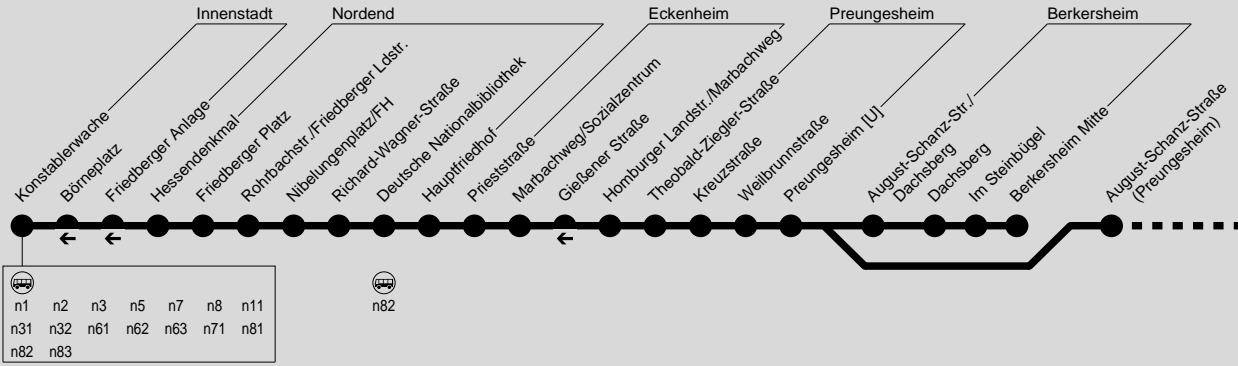 Innenstadt
Nordend
Eckenheim
Preungesheim
Berkersheim
Konstablerwache
Börneplatz
Friedberger Anlage
Hessendenkmal
Friedberger Platz
Rohrbachstr./Friedberger Ldstr.
Nibelungenplatz/FH
Richard-Wagner-Straße
Deutsche Nationalbibliothek
Hauptfriedhof
Prieststraße
Marbachweg/Sozialzentrum
Gießener Straße
Homburger Landstr./Marbachweg
Theobald-Ziegler-Straße
Kreuzstraße
Weilbrunnstraße
Preungesheim [U]
August-Schanz-Str./
Dachsberg
Dachsberg
Im Steinbügel
Berkersheim Mitte
August-Schanz-Straße
(Preungesheim)
n1 n2 n3 n5 n7 n8 n11
n31 n32 n61 n62 n63 n71 n81
n82 n83
n82